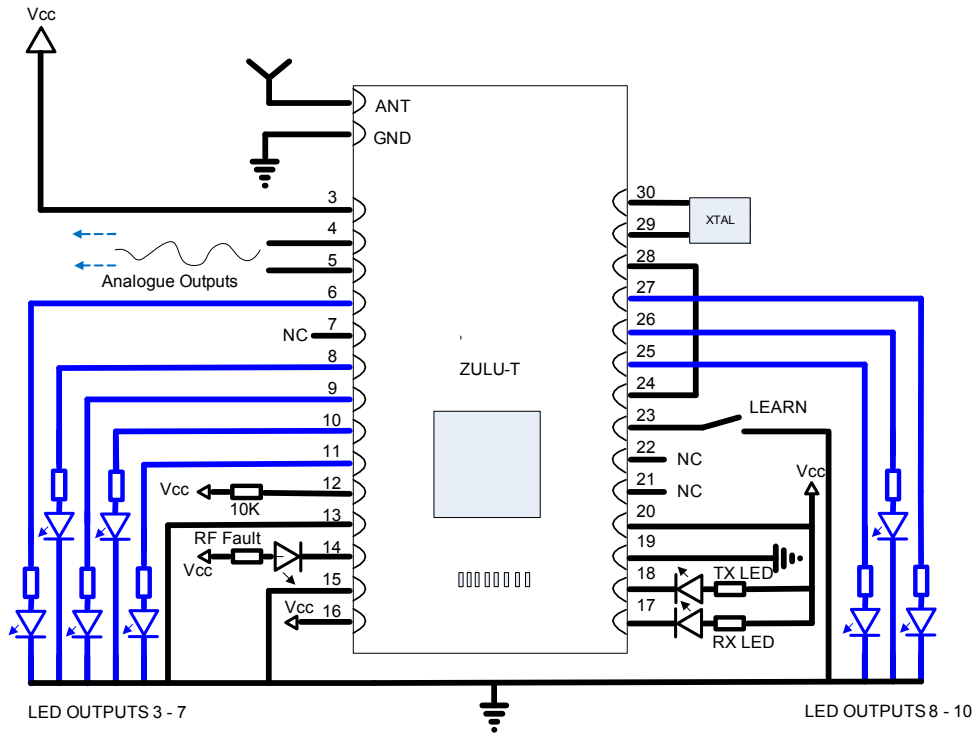 Vcc
ANT
GND
3
4
5
Analogue Outputs
6
7
NC
8
9
10
11
Vcc
12
10K
13
RF Fault
14
Vcc
15
Vcc
16
ZULU-T
30
XTAL
29
28
27
26
25
24
23
LEARN
22
NC
21
NC
Vcc
20
19
18
TX LED
17
RX LED
LED OUTPUTS 3 - 7
LED OUTPUTS 8 - 10